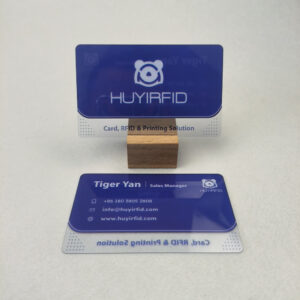 HUYIRFID
Card, RFID & Printing Solution
Tiger Yan | Sales Manager
HUYIRFID
info@huyirfid.com
www.huyirfid.com
Card, RFID & Printing Solution